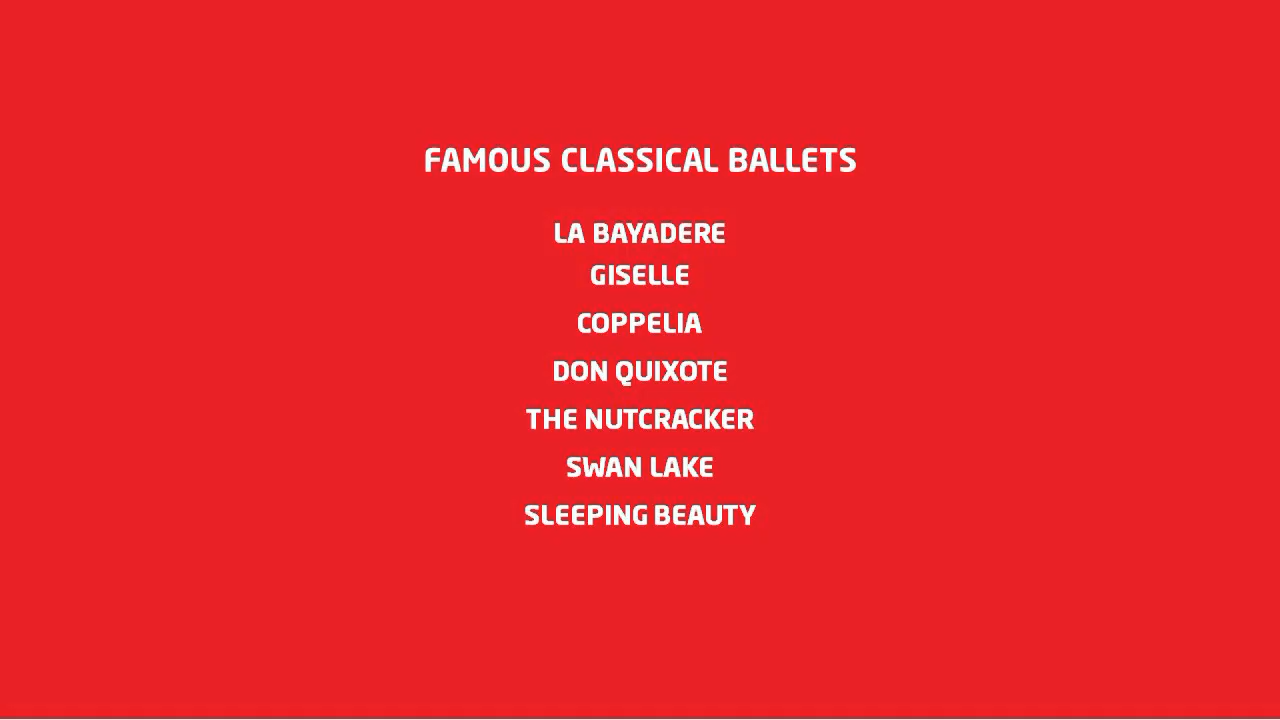 FAMOUS CLASSICAL BALLETS
LA BAYADERE
GISELLE
COPPELIA
DON QUIXOTE
THE NUTCRACKER
SWAN LAKE
SLEEPING BEAUTY